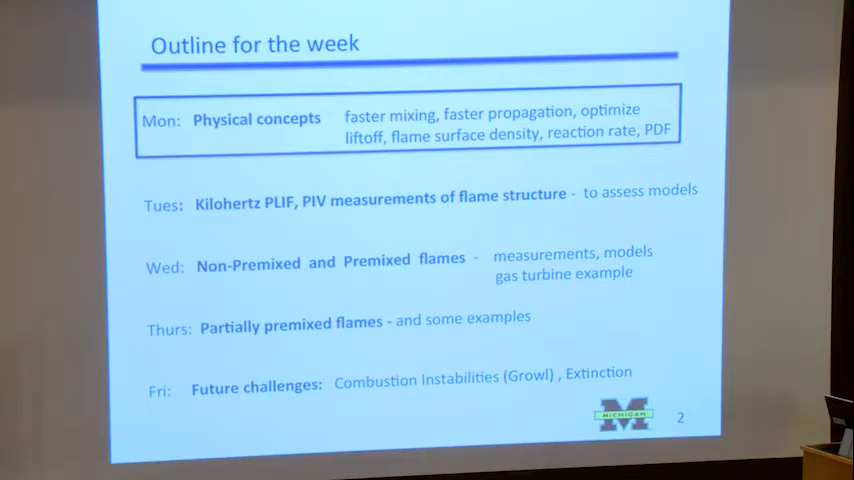 Outline for the week
Mon: Physical concepts faster mixing, faster propagation, optimize
liftoff, flame surface density, reaction rate, PDF
Tues: Kilohertz PLIF, PIV measurements of flame structure - to assess models
Wed: Non-Premixed and Premixed flames - measurements, models
gas turbine example
Thurs: Partially premixed flames - and some examples
Fri: Future challenges: Combustion Instabilities (Growl) , Extinction
MICHIGAN
2